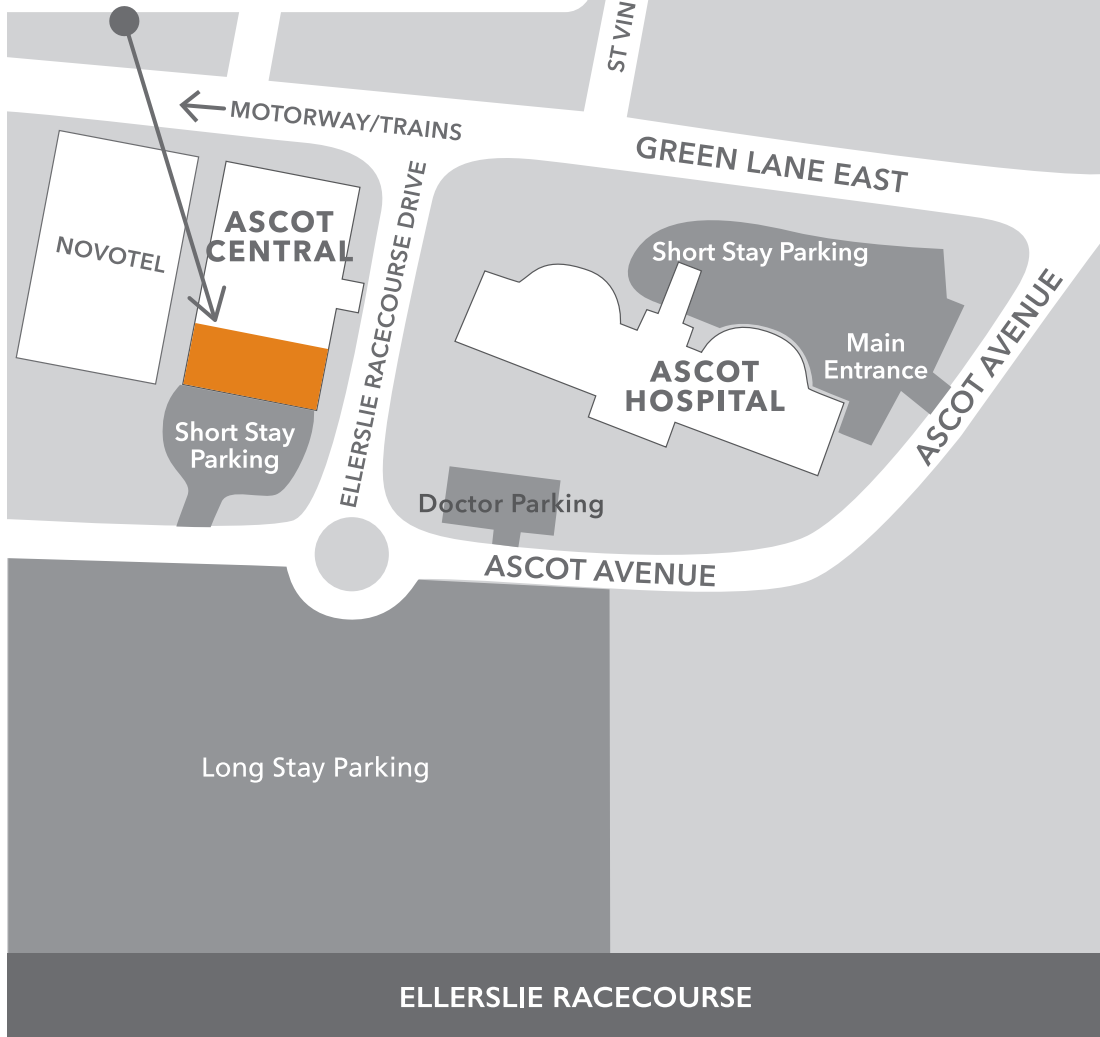 ST VIN
MOTORWAY/TRAINS
GREEN LANE EAST
ASCOT
CENTRAL
NOVOTEL
ELLERSLIE RACECOURSE DRIVE
Short Stay Parking
Main
Entrance
ASCOT
HOSPITAL
ASCOT AVENUE
Short Stay
Parking
Doctor Parking
ASCOT AVENUE
Long Stay Parking
ELLERSLIE RACECOURSE